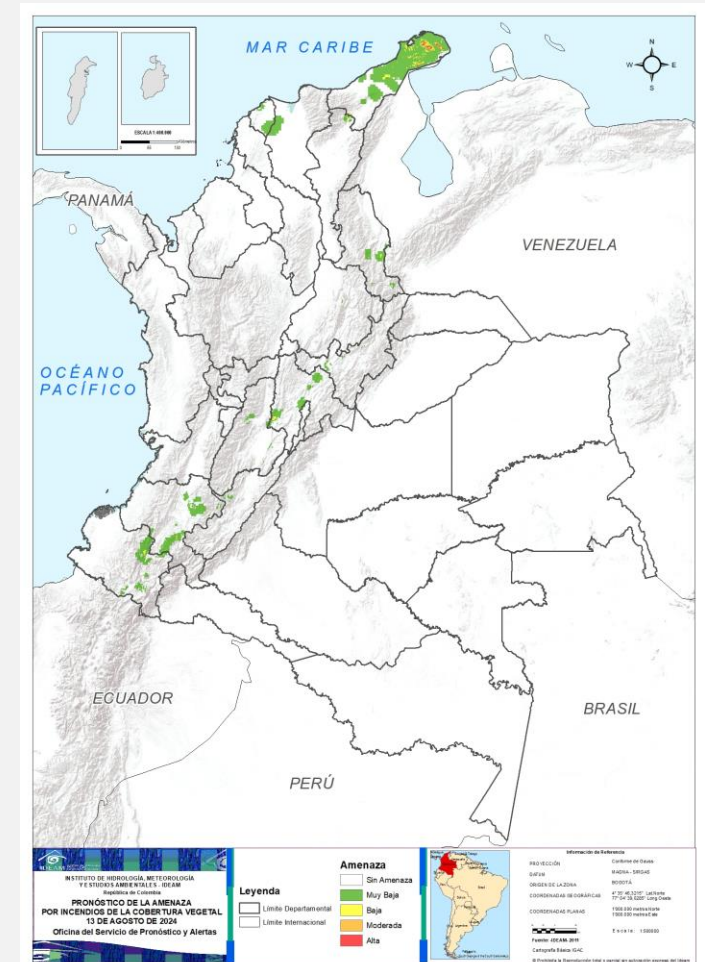 MAR CARIBE
N
W
E
S
ESCALA 1:400.000
PANAMÁ
VENEZUELA
OCÉANO
PACÍFICO
ECUADOR
BRASIL
PERÚ
INSTITUTO DE HIDROLOGÍA, METEOROLOGÍA
Y ESTUDIOS AMBIENTALES - IDEAM
República de Colombia
PRONÓSTICO DE LA AMENAZA
POR INCENDIOS DE LA COBERTURA VEGETAL
13 DE AGOSTO DE 2024
Oficina del Servicio de Pronóstico y Alertas
Leyenda
Límite Departamental
Límite Internacional
Amenaza
Sin Amenaza
Muy Baja
Baja
Moderada
Alta
Información de Referencia
PROYECCIÓN Conforme de Gauss
DATUM MAGNA - SIRGAS
ORIGEN DE LA ZONA BOGOTÁ
COORDENADAS GEOGRÁFICAS
COORDENADAS PLANAS
Fuente: IDEAM-2019
Cartografía Básica: IGAC